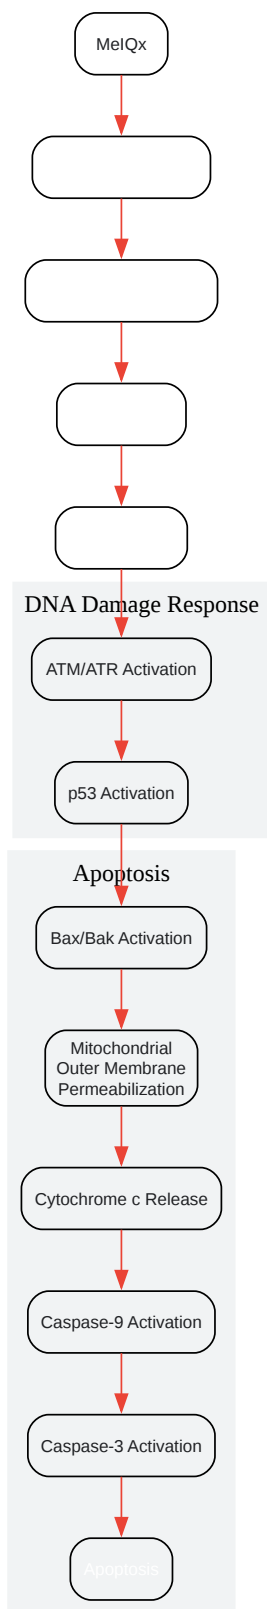 MeIQx
DNA Damage Response
ATM/ATR Activation
p53 Activation
Apoptosis
Bax/Bak Activation
Mitochondrial
Outer Membrane
Permeabilization
Cytochrome c Release
Caspase-9 Activation
Caspase-3 Activation
Apoptosis